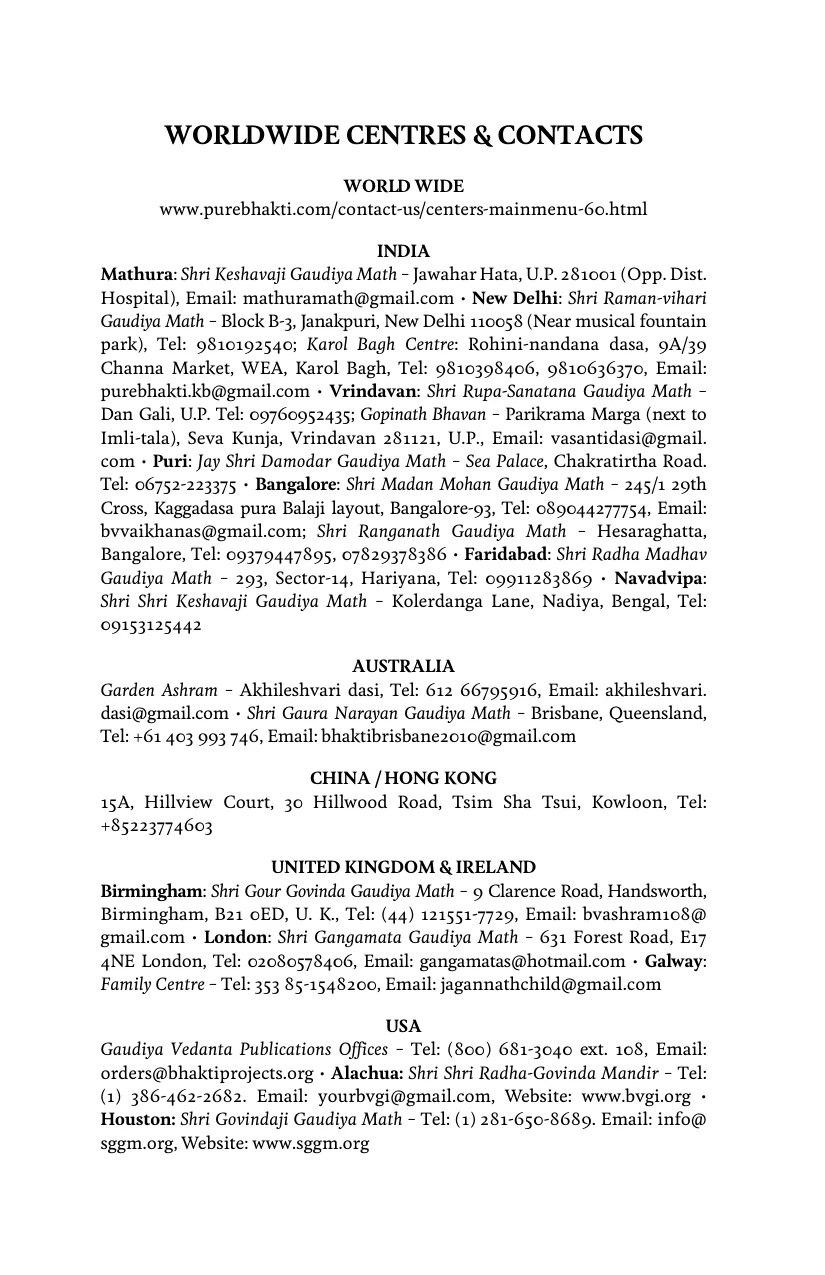 WORLDWIDE CENTRES & CONTACTS
WORLD WIDE
www.purebhakti.com/contact-us/centers-mainmenu-60.html
INDIA
Mathura: Shri Keshavaji Gaudiya Math – Jawahar Hata, U.P. 281001 (Opp. Dist.
Hospital), Email: mathuramath@gmail.com • New Delhi: Shri Raman-vihari
Gaudiya Math – Block B-3, Janakpuri, New Delhi 110058 (Near musical fountain
park), Tel: 9810192540; Karol Bagh Centre: Rohini-nandana dasa, 9A/39
Channa Market, WEA, Karol Bagh, Tel: 9810398406, 9810636370, Email:
purebhakti.kb@gmail.com • Vrindavan: Shri Rupa-Sanatana Gaudiya Math –
Dan Gali, U.P. Tel: 09760952435; Gopinath Bhavan – Parikrama Marga (next to
Imli-tala), Seva Kunja, Vrindavan 281121, U.P., Email: vasantidasi@gmail.
com • Puri: Jay Shri Damodar Gaudiya Math – Sea Palace, Chakratirtha Road.
Tel: 06752-223375 • Bangalore: Shri Madan Mohan Gaudiya Math – 245/1 29th
Cross, Kaggadasa pura Balaji layout, Bangalore-93, Tel: 089044277754, Email:
bvvaikhanas@gmail.com; Shri Ranganath Gaudiya Math – Hesaraghatta,
Bangalore, Tel: 09379447895, 07829378386 • Faridabad: Shri Radha Madhav
Gaudiya Math – 293, Sector-14, Hariyana, Tel: 09911283869 • Navadvipa:
Shri Shri Keshavaji Gaudiya Math – Kolerdanga Lane, Nadiya, Bengal, Tel:
09153125442
AUSTRALIA
Garden Ashram – Akhileshvari dasi, Tel: 612 66795916, Email: akhileshvari.
dasi@gmail.com • Shri Gaura Narayan Gaudiya Math – Brisbane, Queensland,
Tel: +61 403 993 746, Email: bhaktibrisbane2010@gmail.com
CHINA / HONG KONG
15A, Hillview Court, 30 Hillwood Road, Tsim Sha Tsui, Kowloon, Tel:
+85223774603
UNITED KINGDOM & IRELAND
Birmingham: Shri Gour Govinda Gaudiya Math – 9 Clarence Road, Handsworth,
Birmingham, B21 0ED, U. K., Tel: (44) 121551-7729, Email: bvashram108@
gmail.com • London: Shri Gangamata Gaudiya Math – 631 Forest Road, E17
4NE London, Tel: 02080578406, Email: gangamatas@hotmail.com • Galway:
Family Centre – Tel: 353 85-1548200, Email: jagannathchild@gmail.com
USA
Gaudiya Vedanta Publications Offices – Tel: (800) 681-3040 ext. 108, Email:
orders@bhaktiprojects.org • Alachua: Shri Shri Radha-Govinda Mandir – Tel:
(1) 386-462-2682. Email: yourbvgi@gmail.com, Website: www.bvgi.org •
Houston: Shri Govindaji Gaudiya Math – Tel: (1) 281-650-8689. Email: info@
sggm.org, Website: www.sggm.org